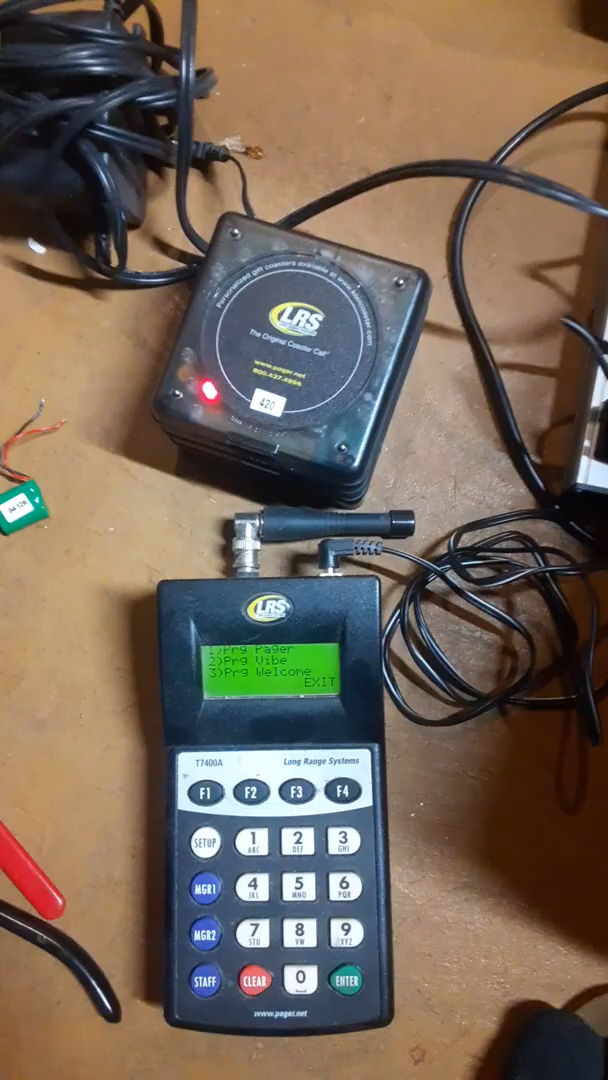 Personalized gift coasters available at www.koolcoaster.com
LRS
The Original Coaster Call
www.pager.net
800.437.4996
420
LRS
1)Prg Pager
2)Prg Vibe
3)Prg Welcome
EXIT
T7400A Long Range Systems
F1 F2 F3 F4
SETUP 1 2 3
ABC DEF GHI
MGR1 4 5 6
JKL MNO PQR
MGR2 7 8 9
STU VW XYZ
STAFF CLEAR 0 ENTER
www.pager.net